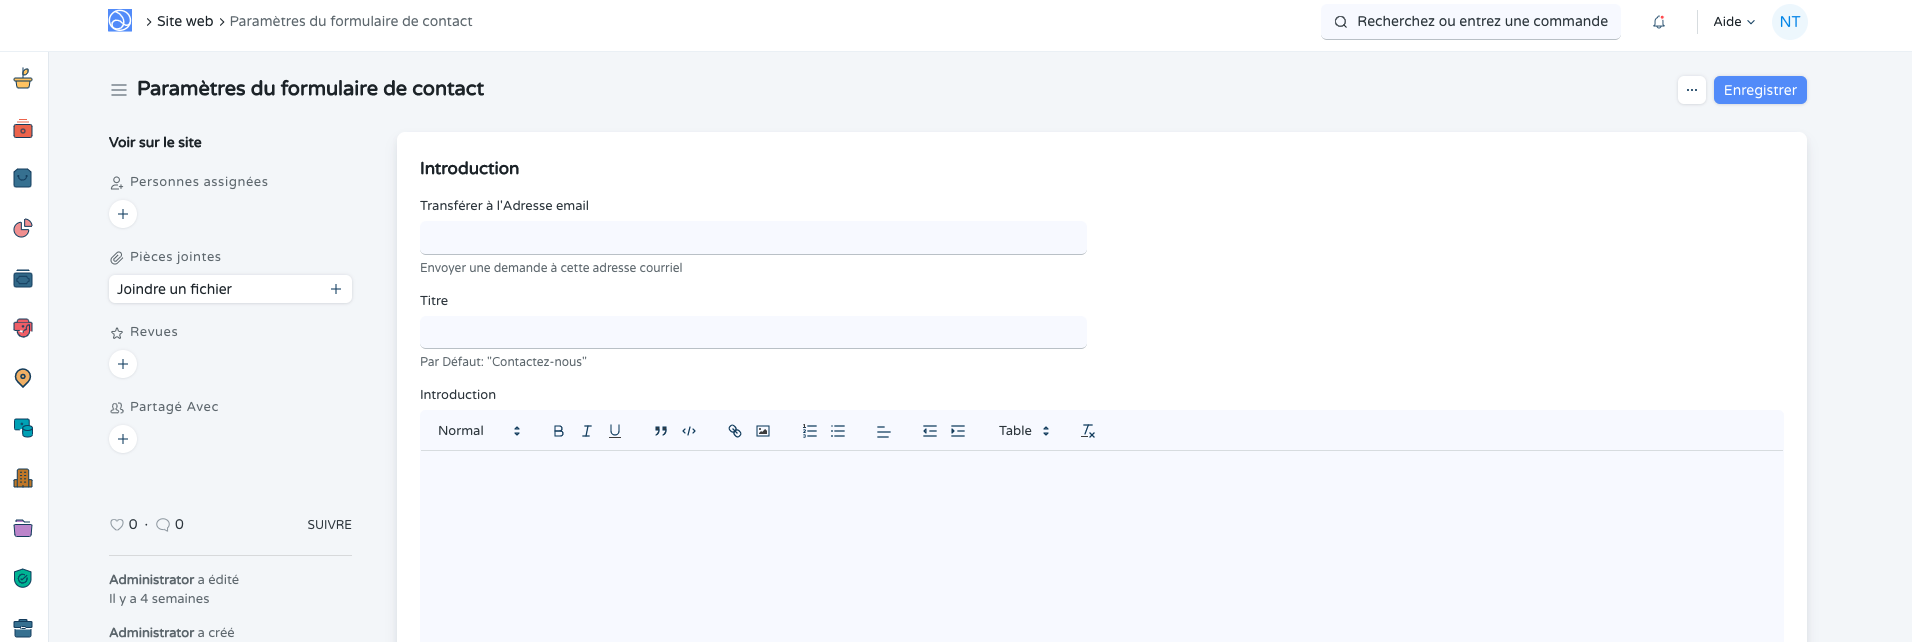 Site web
Paramètres du formulaire de contact
Recherchez ou entrez une commande
Aide
NT
Paramètres du formulaire de contact
...
Enregistrer
Voir sur le site
Personnes assignées
Pièces jointes
Joindre un fichier
Revues
Partagé Avec
0 · 0
SUIVRE
Administrator a édité
Il y a 4 semaines
Administrator a créé
Introduction
Transférer à l'Adresse email
Envoyer une demande à cette adresse courriel
Titre
Par Défaut: "Contactez-nous"
Introduction
Normal
Table